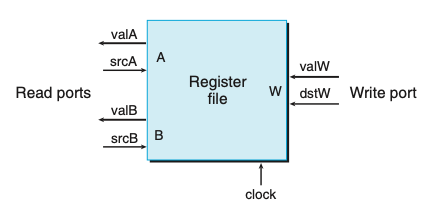 valA
A
srcA
Read ports
valB
srcB
B
Register
file
W
valW
dstW
Write port
clock